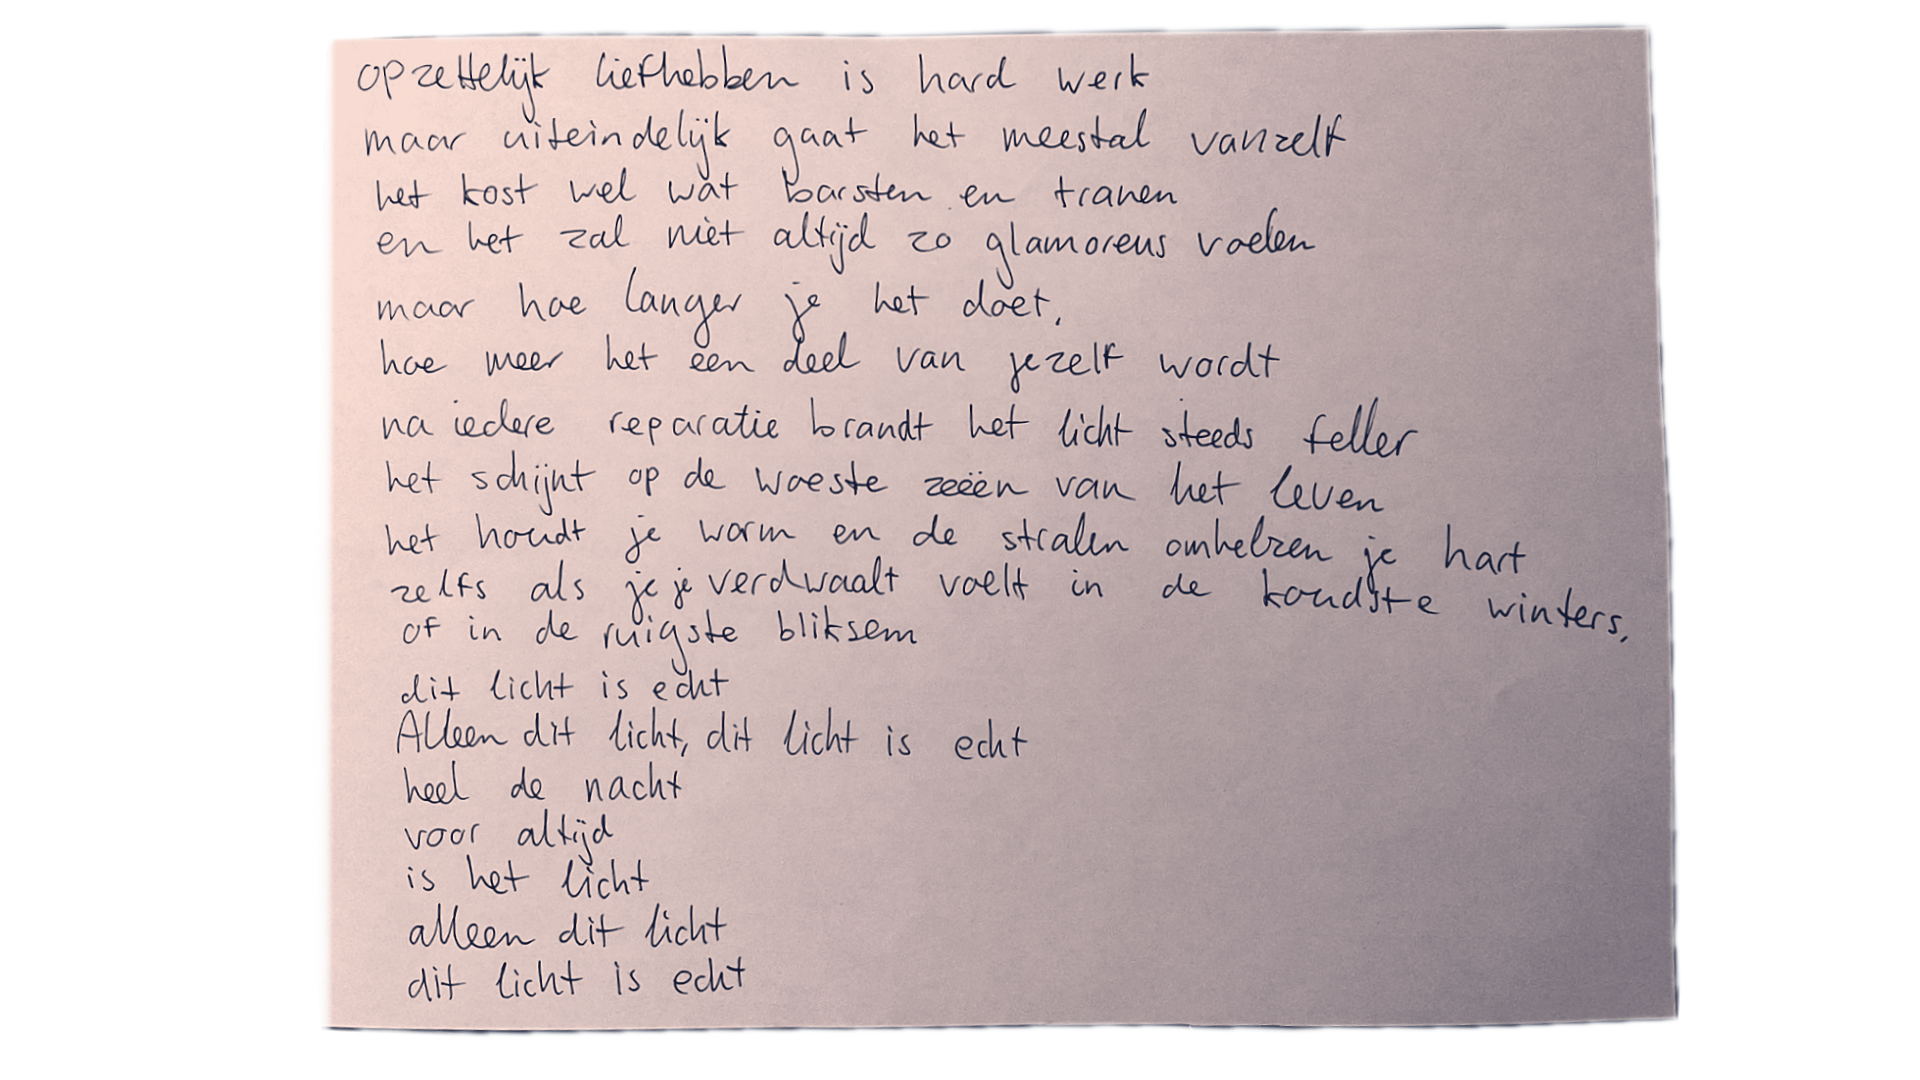 opzettelijk liefhebben is hard werk
maar uiteindelijk gaat het meestal vanzelf
het kost wel wat barsten en tranen
en het zal niet altijd zo glamoreus voelen
maar hoe langer je het doet,
hoe meer het een deel van jezelf wordt
na iedere reparatie brandt het licht steeds feller
het schijnt op de woeste zeeën van het leven
het houdt je warm en de stralen omhelzen je hart
zelfs als je je verdwaalt voelt in de koudste winters,
of in de ruigste bliksem
dit licht is echt
Alleen dit licht, dit licht is echt
heel de nacht
voor altijd
is het licht
alleen dit licht
dit licht is echt